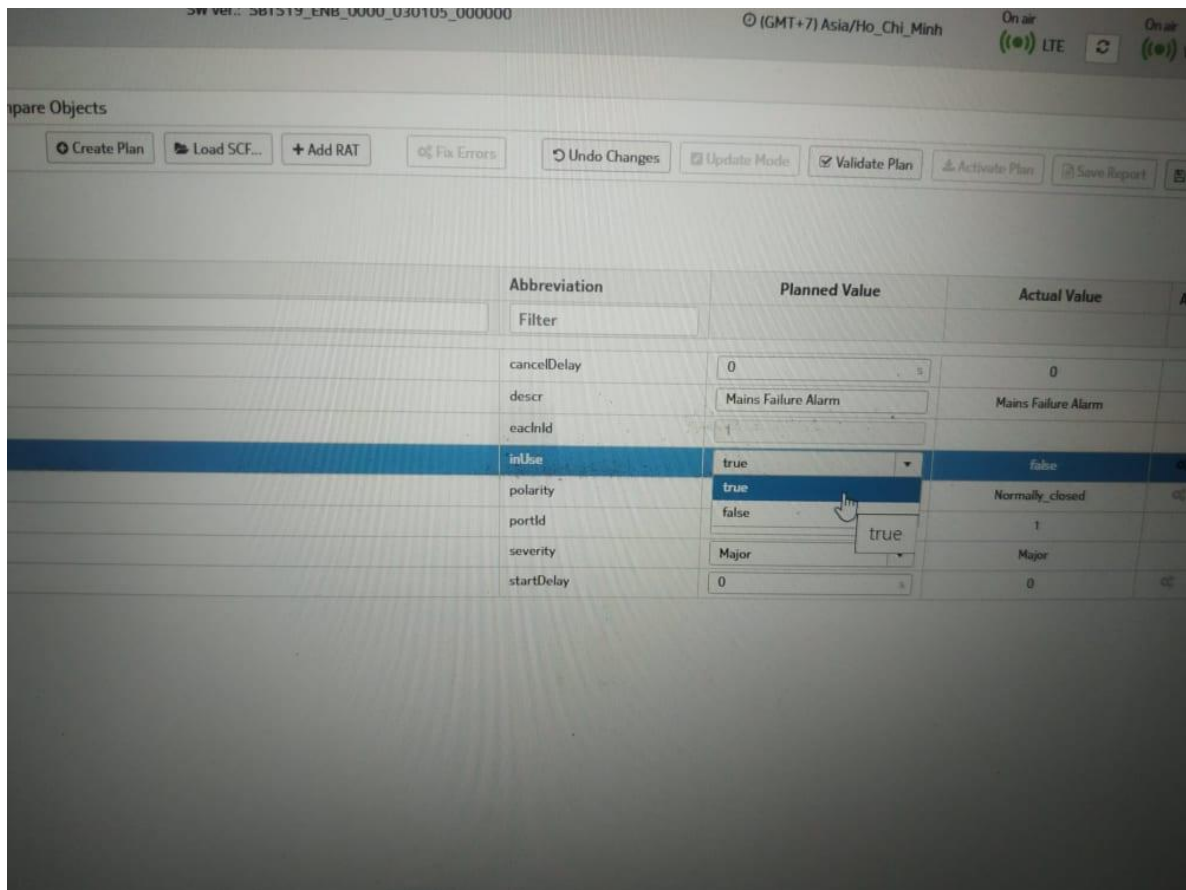 SW ver.: SBTS19_ENB_0000_030105_000000
(GMT+7) Asia/Ho_Chi_Minh
On air
On air
LTE
mpare Objects
Create Plan
Load SCF...
+ Add RAT
Fix Errors
Undo Changes
Update Mode
Validate Plan
Activate Plan
Save Report
Abbreviation
Planned Value
Actual Value
Filter
cancelDelay
0
s
0
descr
Mains Failure Alarm
Mains Failure Alarm
eacInId
1
inUse
true
false
polarity
true
Normally_closed
portId
false
1
true
severity
Major
Major
startDelay
0
s
0